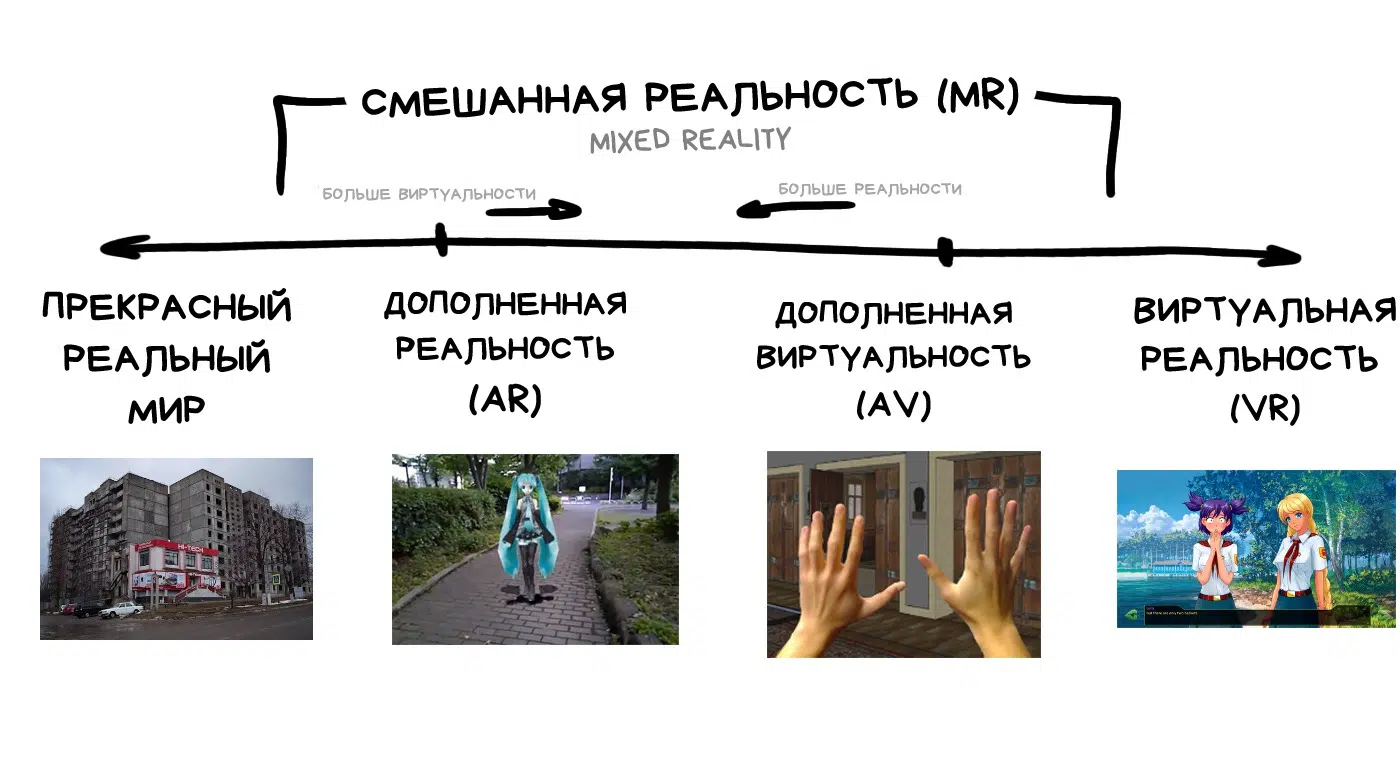 СМЕШАННАЯ РЕАЛЬНОСТЬ (MR)
MIXED REALITY
БОЛЬШЕ ВИРТУАЛЬНОСТИ
БОЛЬШЕ РЕАЛЬНОСТИ
ПРЕКРАСНЫЙ
РЕАЛЬНЫЙ
МИР
ДОПОЛНЕННАЯ
РЕАЛЬНОСТЬ
(AR)
ДОПОЛНЕННАЯ
ВИРТУАЛЬНОСТЬ
(AV)
ВИРТУАЛЬНАЯ
РЕАЛЬНОСТЬ
(VR)
HI-TECH